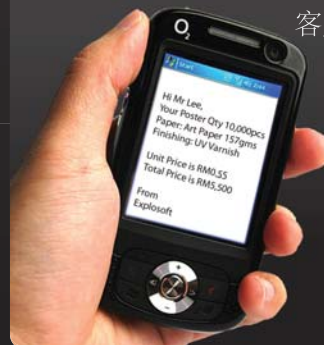 客
O2
Start
Hi Mr Lee,
Your Poster Qty 10,000pcs
Paper: Art Paper 157gms
Finishing: UV Varnish
Unit Price is RM0.55
Total Price is RM5,500
From
Explosoft